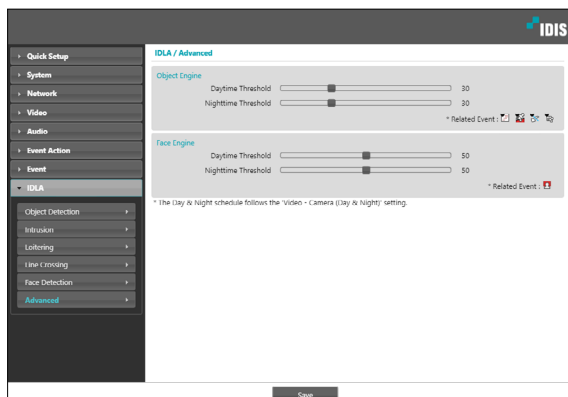 IDIS
Quick Setup
System
Network
Video
Audio
Event Action
Event
IDLA
Object Detection
Intrusion
Loitering
Line Crossing
Face Detection
Advanced
IDLA / Advanced
Object Engine
Daytime Threshold 30
Nighttime Threshold 30
* Related Event :
Face Engine
Daytime Threshold 50
Nighttime Threshold 50
* Related Event :
* The Day & Night schedule follows the 'Video - Camera (Day & Night)' setting.
Save